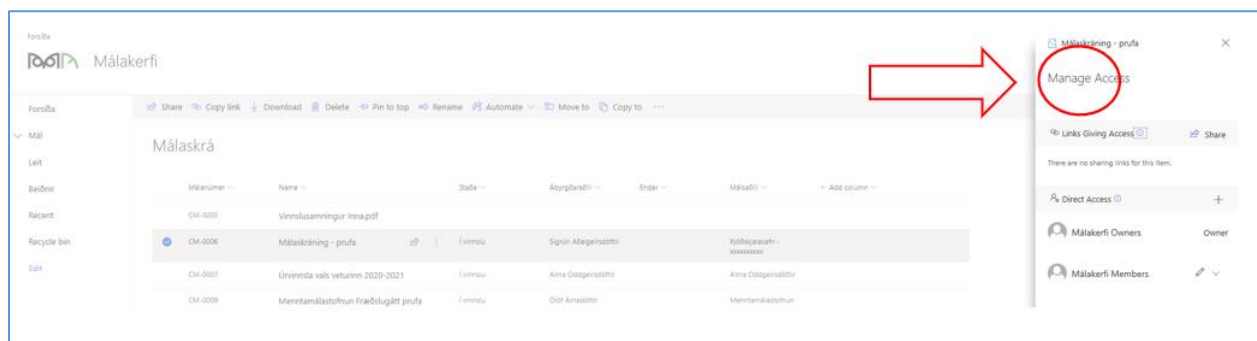 Forsíða
Málakerfi
Forsíða
Mál
Leit
Beiðnir
Recent
Recycle bin
Edit
Share Copy link Download Delete Pin to top Rename Automate Move to Copy to ...
Málaskrá
Málanúmer Name Staða Ábyrgðaraðili Endar Málsaðili + Add column
CM-0005 Vinnslusamningur Inna.pdf
CM-0006 Málaskráning - prufa Í vinnslu Sigrún Aðalgeirsdóttir Þjóðskjalasafn -
xxxxxxxxxx
CM-0007 Úrvinnsla vals veturinn 2020-2021 Í vinnslu Alma Oddgeirsdóttir Alma Oddgeirsdóttir
CM-0009 Menntamálastofnun Fræðslugátt prufa Í vinnslu Ólöf Árnadóttir Menntamálastofnun
Málaskráning - prufa
Manage Access
Links Giving Access Share
There are no sharing links for this item.
Direct Access
Málakerfi Owners Owner
Málakerfi Members